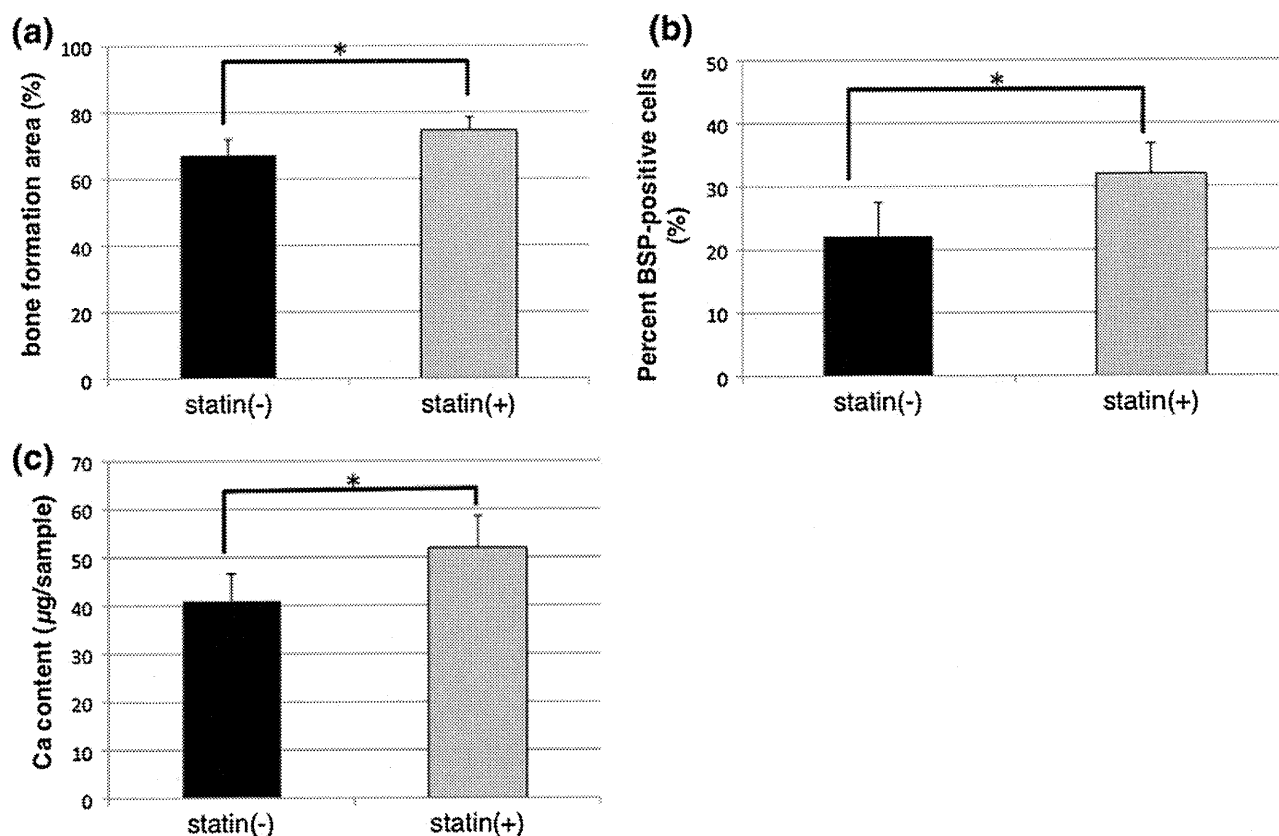 (a)
bone formation area (%)
100
80
60
40
20
0
*
statin(-) statin(+)
(b)
Percent BSP-positive cells
(%)
50
40
30
20
10
0
*
statin(-) statin(+)
(c)
Ca content (µg/sample)
70
60
50
40
30
20
10
0
*
statin(-) statin(+)